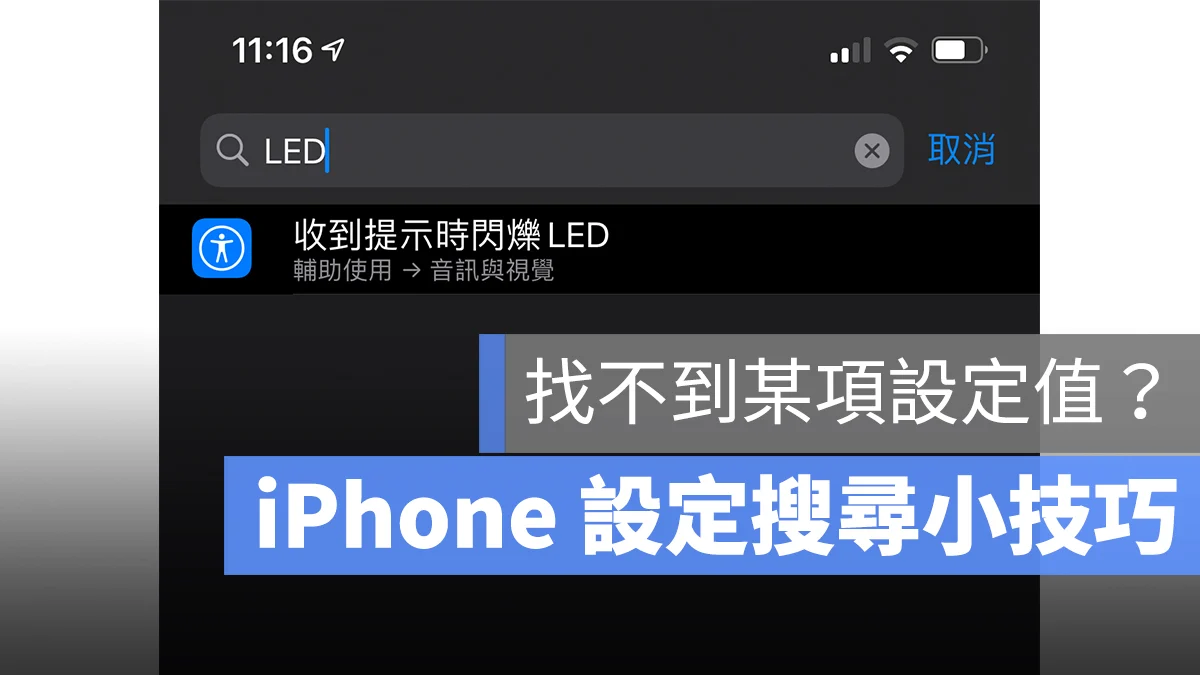 11:16
LED
取消
收到提示時閃爍 LED
輔助使用 → 音訊與視覺
找不到某項設定值？
iPhone 設定搜尋小技巧